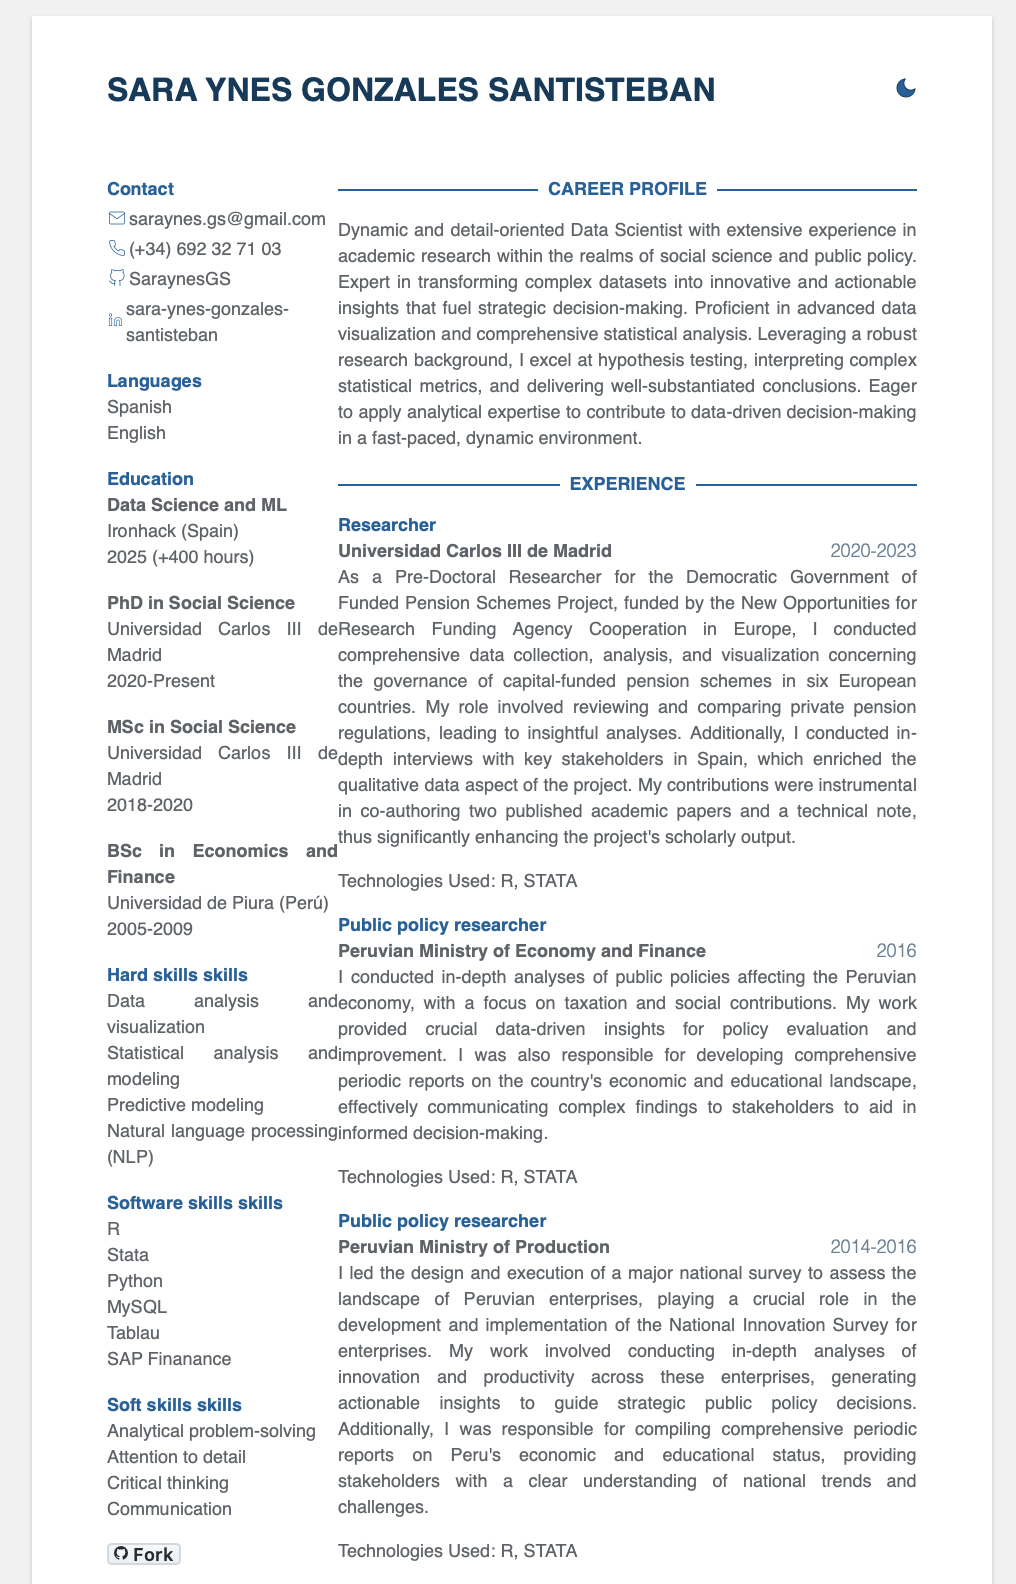 SARA YNES GONZALES SANTISTEBAN
Contact
saraynes.gs@gmail.com
(+34) 692 32 71 03
SaraynesGS
sara-ynes-gonzales-
santisteban
Languages
Spanish
English
Education
Data Science and ML
Ironhack (Spain)
2025 (+400 hours)
PhD in Social Science
Universidad Carlos III de
Madrid
2020-Present
MSc in Social Science
Universidad Carlos III de
Madrid
2018-2020
BSc in Economics and
Finance
Universidad de Piura (Perú)
2005-2009
Hard skills skills
Data analysis and
visualization
Statistical analysis and
modeling
Predictive modeling
Natural language processing
(NLP)
Software skills skills
R
Stata
Python
MySQL
Tablau
SAP Finanance
Soft skills skills
Analytical problem-solving
Attention to detail
Critical thinking
Communication
Fork
CAREER PROFILE
Dynamic and detail-oriented Data Scientist with extensive experience in
academic research within the realms of social science and public policy.
Expert in transforming complex datasets into innovative and actionable
insights that fuel strategic decision-making. Proficient in advanced data
visualization and comprehensive statistical analysis. Leveraging a robust
research background, I excel at hypothesis testing, interpreting complex
statistical metrics, and delivering well-substantiated conclusions. Eager
to apply analytical expertise to contribute to data-driven decision-making
in a fast-paced, dynamic environment.
EXPERIENCE
Researcher
Universidad Carlos III de Madrid 2020-2023
As a Pre-Doctoral Researcher for the Democratic Government of
Funded Pension Schemes Project, funded by the New Opportunities for
Research Funding Agency Cooperation in Europe, I conducted
comprehensive data collection, analysis, and visualization concerning
the governance of capital-funded pension schemes in six European
countries. My role involved reviewing and comparing private pension
regulations, leading to insightful analyses. Additionally, I conducted in-
depth interviews with key stakeholders in Spain, which enriched the
qualitative data aspect of the project. My contributions were instrumental
in co-authoring two published academic papers and a technical note,
thus significantly enhancing the project's scholarly output.
Technologies Used: R, STATA
Public policy researcher
Peruvian Ministry of Economy and Finance 2016
I conducted in-depth analyses of public policies affecting the Peruvian
economy, with a focus on taxation and social contributions. My work
provided crucial data-driven insights for policy evaluation and
improvement. I was also responsible for developing comprehensive
periodic reports on the country's economic and educational landscape,
effectively communicating complex findings to stakeholders to aid in
informed decision-making.
Technologies Used: R, STATA
Public policy researcher
Peruvian Ministry of Production 2014-2016
I led the design and execution of a major national survey to assess the
landscape of Peruvian enterprises, playing a crucial role in the
development and implementation of the National Innovation Survey for
enterprises. My work involved conducting in-depth analyses of
innovation and productivity across these enterprises, generating
actionable insights to guide strategic public policy decisions.
Additionally, I was responsible for compiling comprehensive periodic
reports on Peru's economic and educational status, providing
stakeholders with a clear understanding of national trends and
challenges.
Technologies Used: R, STATA